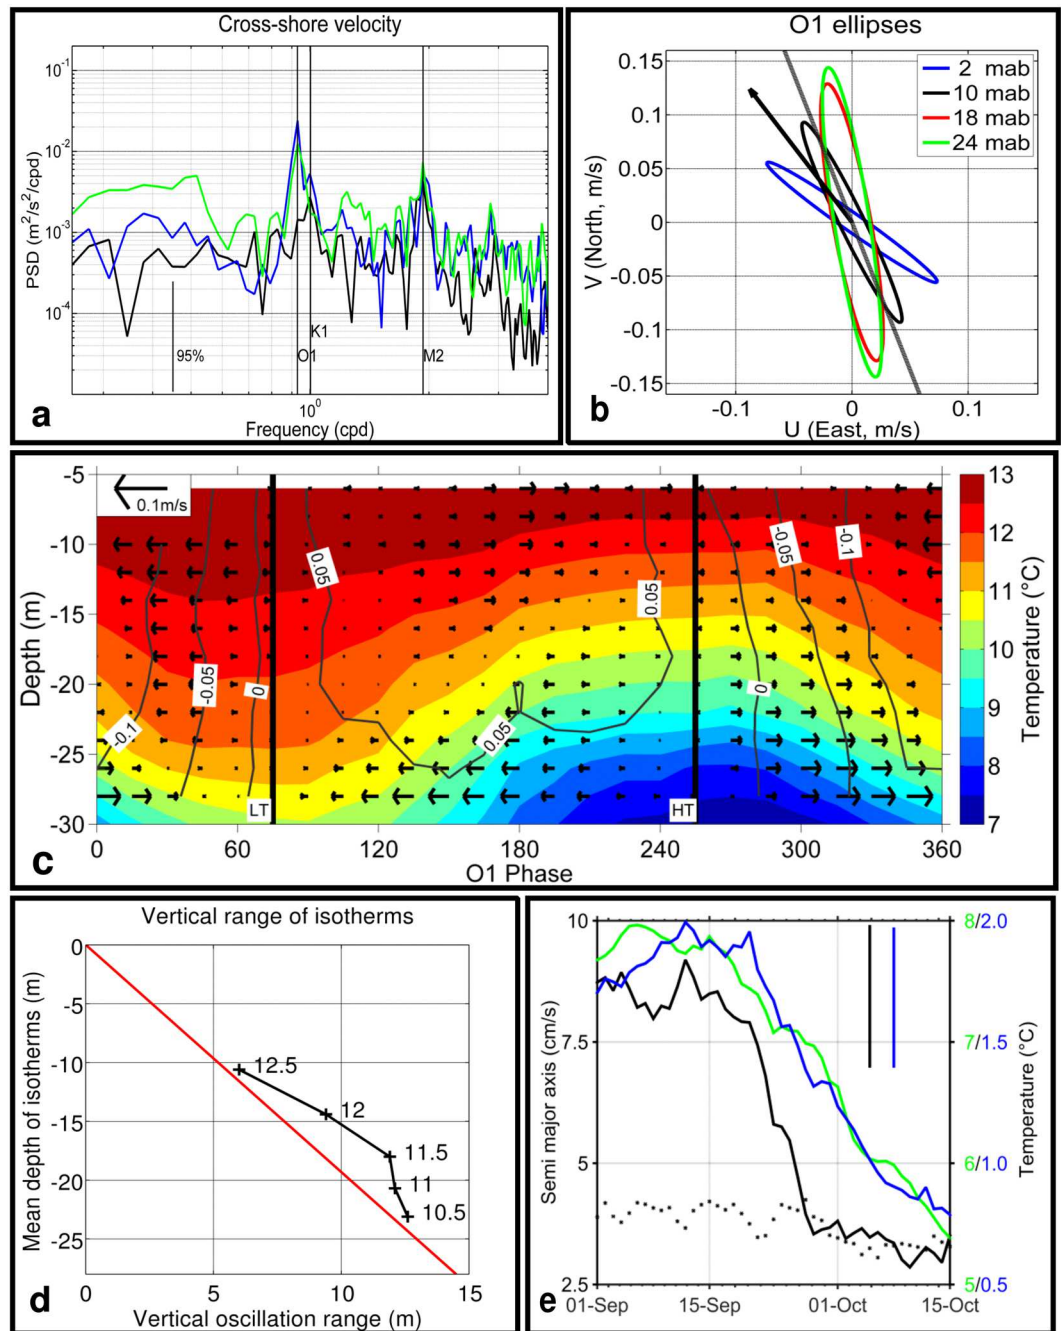 Cross-shore velocity
PSD (m²/s²/cpd)
10⁻¹
10⁻²
10⁻³
10⁻⁴
95%
K1
O1
M2
10⁰
Frequency (cpd)
a
O1 ellipses
V (North, m/s)
0.15
0.1
0.05
0
-0.05
-0.1
-0.15
2 mab
10 mab
18 mab
24 mab
-0.1 0 0.1
U (East, m/s)
b
Depth (m)
-5
-10
-15
-20
-25
-30
0.1m/s
0.05
0.05
-0.05
-0.1
-0.05
0
0
-0.1
0.05
LT
HT
0 60 120 180 240 300 360
O1 Phase
13
12
11
10
9
8
7
Temperature (°C)
c
Vertical range of isotherms
Mean depth of isotherms (m)
0
-5
-10
-15
-20
-25
12.5
12
11.5
11
10.5
0 5 10 15
Vertical oscillation range (m)
d
Semi major axis (cm/s)
10
7.5
5
2.5
8/2.0
7/1.5
6/1.0
5/0.5
Temperature (°C)
01-Sep 15-Sep 01-Oct 15-Oct
e